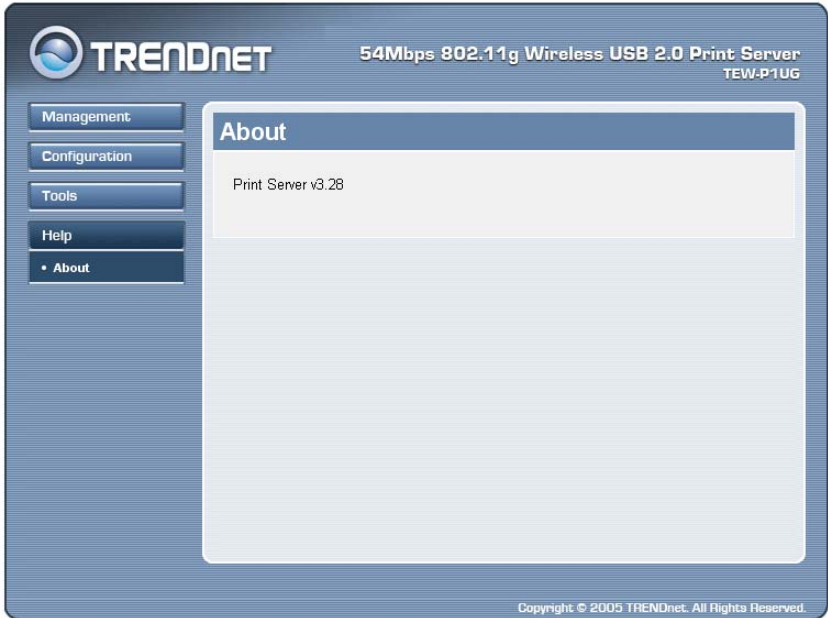 TRENDNET
54Mbps 802.11g Wireless USB 2.0 Print Server
TEW-P1UG
Management
Configuration
Tools
Help
• About
About
Print Server v3.28
Copyright © 2005 TRENDnet. All Rights Reserved.